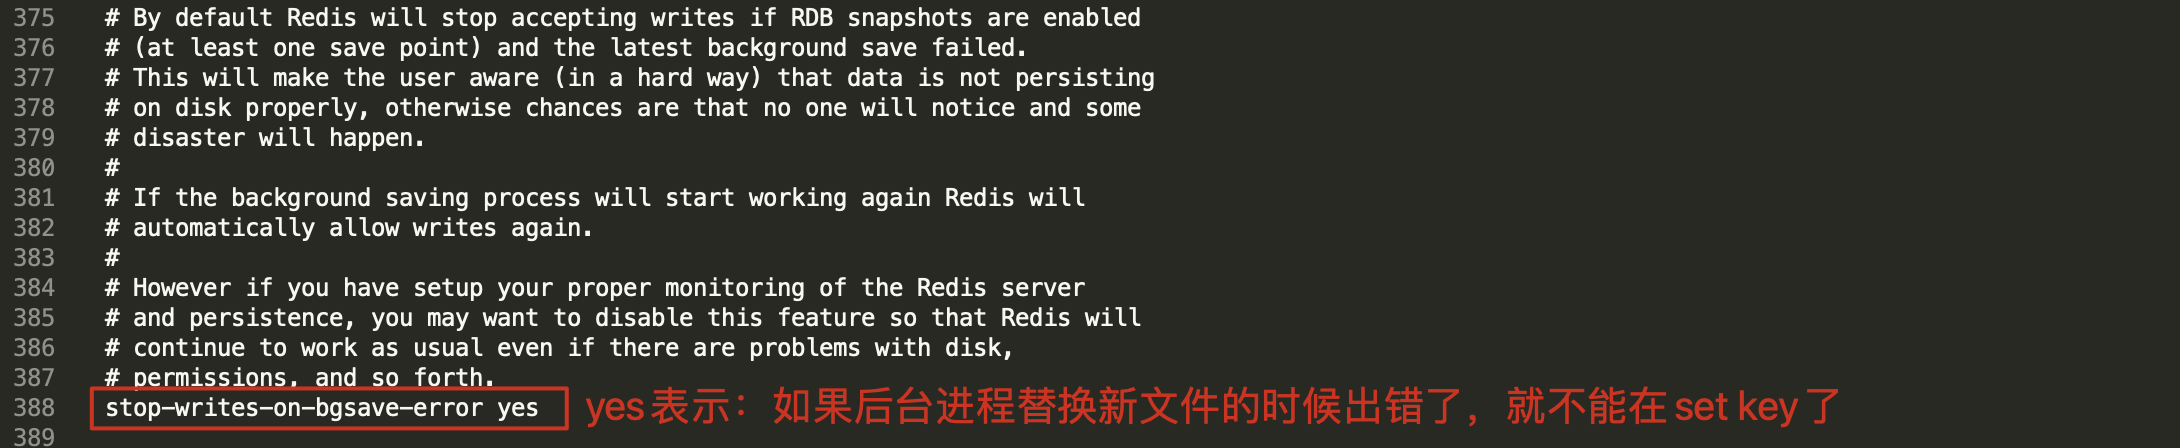 375 # By default Redis will stop accepting writes if RDB snapshots are enabled
376 # (at least one save point) and the latest background save failed.
377 # This will make the user aware (in a hard way) that data is not persisting
378 # on disk properly, otherwise chances are that no one will notice and some
379 # disaster will happen.
380 #
381 # If the background saving process will start working again Redis will
382 # automatically allow writes again.
383 #
384 # However if you have setup your proper monitoring of the Redis server
385 # and persistence, you may want to disable this feature so that Redis will
386 # continue to work as usual even if there are problems with disk,
387 # permissions, and so forth.
388 stop-writes-on-bgsave-error yes yes表示：如果后台进程替换新文件的时候出错了，就不能在set key了
389